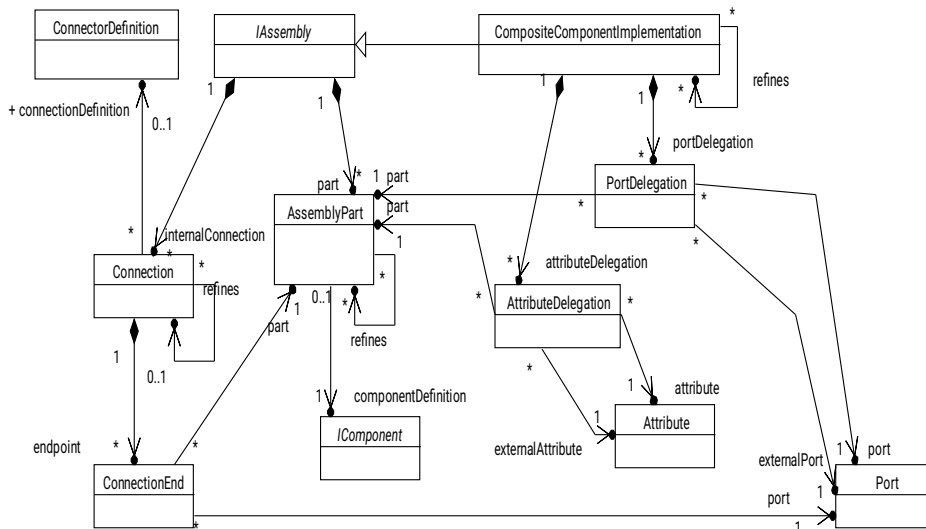 ConnectorDefinition
IAssembly
CompositeComponentImplementation
*
1
1
1
1
*
refines
+ connectionDefinition
0..1
portDelegation
*
part
*
1
part
PortDelegation
AssemblyPart
part
*
*
*
internalConnection
*
1
*
Connection
*
refines
*
attributeDelegation
*
0..1
*
AttributeDelegation
*
1
part
refines
*
1
0..1
*
1
componentDefinition
1
attribute
*
*
IComponent
1
Attribute
endpoint
externalAttribute
externalPort
1
port
ConnectionEnd
1
Port
port
*
1